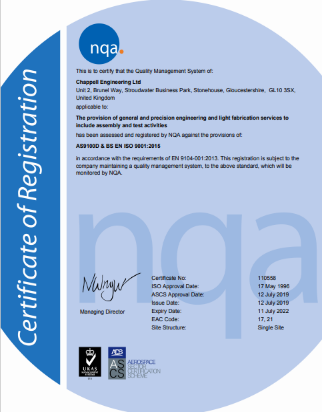 Certificate of Registration
nqa.
This is to certify that the Quality Management System of:
Chappell Engineering Ltd
Unit 2, Brunel Way, Stroudwater Business Park, Stonehouse, Gloucestershire, GL10 3SX,
United Kingdom
applicable to:
The provision of general and precision engineering and light fabrication services to
include assembly and test activities
has been assessed and registered by NQA against the provisions of:
AS9100D & BS EN ISO 9001:2015
in accordance with the requirements of EN 9104-001:2013. This registration is subject to the
company maintaining a quality management system, to the above standard, which will be
monitored by NQA.
nqa
Managing Director
Certificate No: 110558
ISO Approval Date: 17 May 1990
ASCS Approval Date: 12 July 2019
Issue Date: 12 July 2019
Expiry Date: 11 July 2022
EAC Code: 17, 21
Site Structure: Single Site
UKAS
ASCS
AEROSPACE
SECTOR
CERTIFICATION
SCHEME